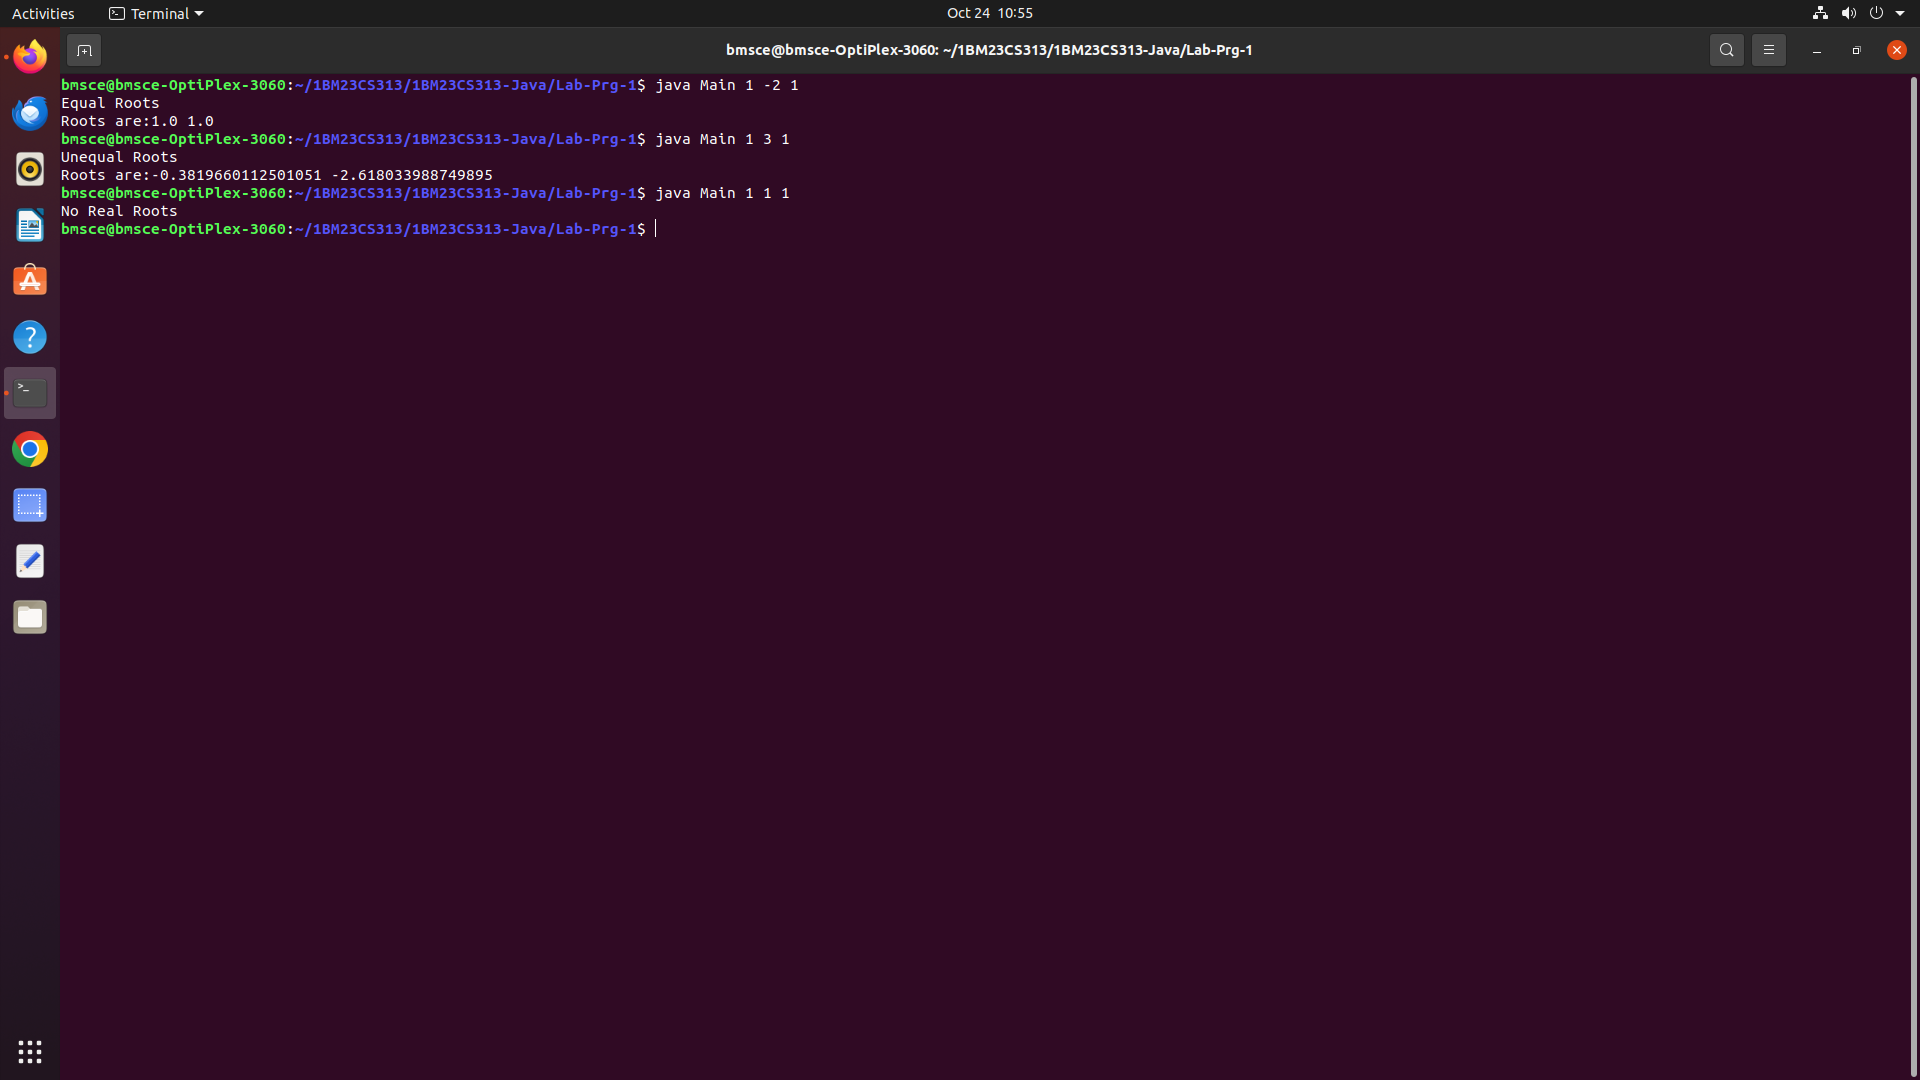 Activities
Terminal
Oct 24 10:55
bmsce@bmsce-OptiPlex-3060: ~/1BM23CS313/1BM23CS313-Java/Lab-Prg-1
bmsce@bmsce-OptiPlex-3060:~/1BM23CS313/1BM23CS313-Java/Lab-Prg-1$ java Main 1 -2 1
Equal Roots
Roots are:1.0 1.0
bmsce@bmsce-OptiPlex-3060:~/1BM23CS313/1BM23CS313-Java/Lab-Prg-1$ java Main 1 3 1
Unequal Roots
Roots are:-0.3819660112501051 -2.618033988749895
bmsce@bmsce-OptiPlex-3060:~/1BM23CS313/1BM23CS313-Java/Lab-Prg-1$ java Main 1 1 1
No Real Roots
bmsce@bmsce-OptiPlex-3060:~/1BM23CS313/1BM23CS313-Java/Lab-Prg-1$